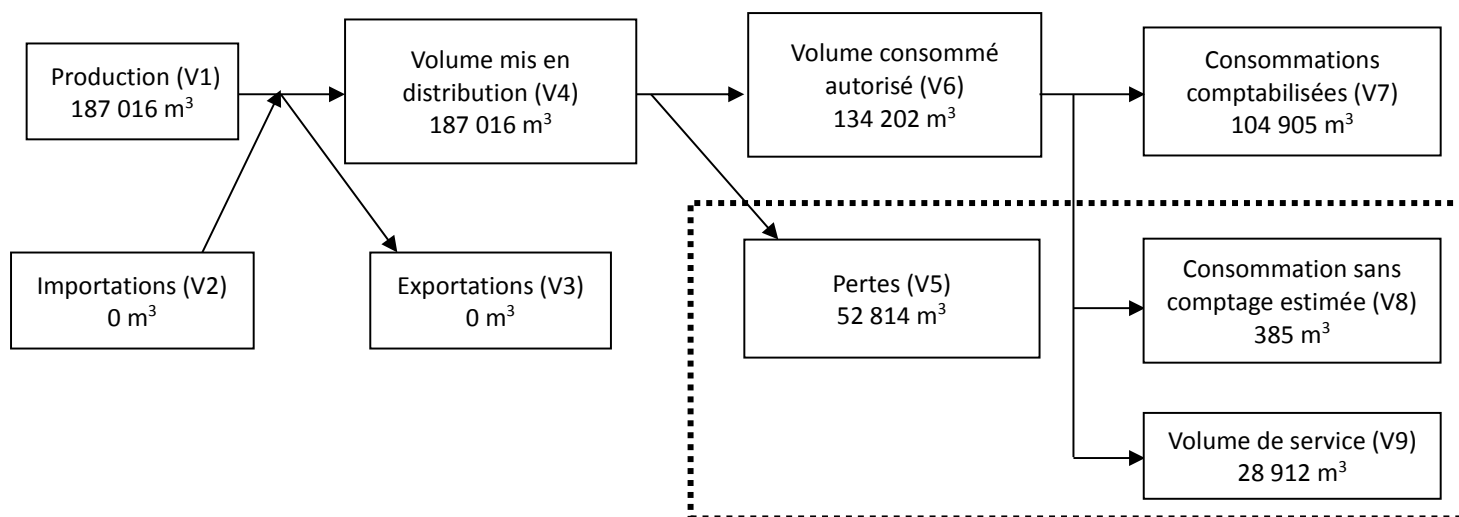 Production (V1)
187 016 m³
Volume mis en
distribution (V4)
187 016 m³
Volume consommé
autorisé (V6)
134 202 m³
Consommations
comptabilisées (V7)
104 905 m³
Importations (V2)
0 m³
Exportations (V3)
0 m³
Pertes (V5)
52 814 m³
Consommation sans
comptage estimée (V8)
385 m³
Volume de service (V9)
28 912 m³